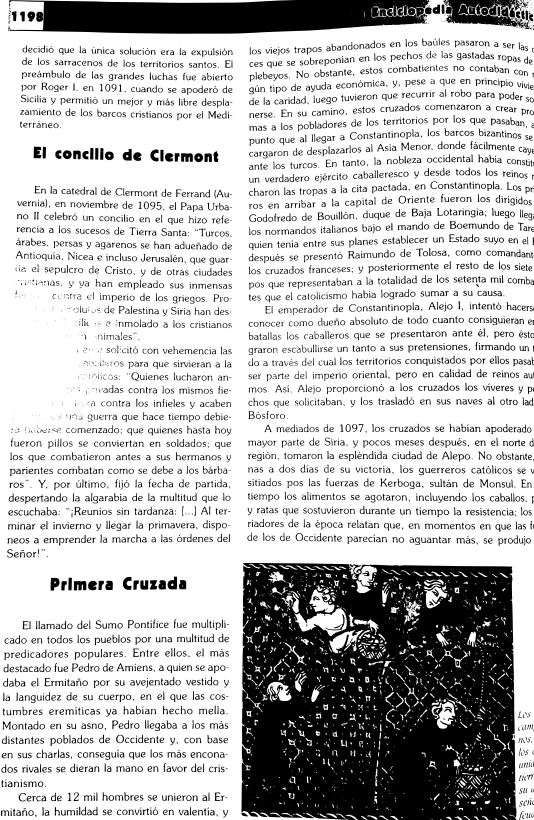 1198
Enciclopedia
decidió que la única solución era la expulsión
de los sarracenos de los territorios santos. El
preámbulo de las grandes luchas fue abierto
por Roger I. en 1091, cuando se apoderó de
Sicilia y permitió un mejor y más libre despla-
zamiento de los barcos cristianos por el Medi-
terráneo.
El concilio de Clermont
En la catedral de Clermont de Ferrand (Au-
vernia), en noviembre de 1095, el Papa Urba-
no II celebró un concilio en el que hizo refe-
rencia a los sucesos de Tierra Santa: "Turcos,
árabes, persas y agarenos se han adueñado de
Antioquía, Nicea e incluso Jerusalén, que guar-
da el sepulcro de Cristo, y de otras ciudades
cristianas, y ya han empleado sus inmensas
contra el imperio de los griegos. Pro-
de Palestina y Siria han des-
e inmolado a los cristianos
animales".
solicitó con vehemencia las
para que sirvieran a la
"Quienes lucharon an-
privadas contra los mismos fie-
contra los infieles y acaben
una guerra que hace tiempo debie-
ra haberse comenzado; que quienes hasta hoy
fueron pillos se conviertan en soldados; que
los que combatieron antes a sus hermanos y
parientes combatan como se debe a los bárba-
ros". Y, por último, fijó la fecha de partida,
despertando la algarabía de la multitud que lo
escuchaba: "¡Reuníos sin tardanza: [...] Al ter-
minar el invierno y llegar la primavera, dispo-
neos a emprender la marcha a las órdenes del
Señor!".
Primera Cruzada
El llamado del Sumo Pontífice fue multipli-
cado en todos los pueblos por una multitud de
predicadores populares. Entre ellos, el más
destacado fue Pedro de Amiens, a quien se apo-
daba el Ermitaño por su avejentado vestido y
la languidez de su cuerpo, en el que las cos-
tumbres eremíticas ya habían hecho mella.
Montado en su asno, Pedro llegaba a los más
distantes poblados de Occidente y, con base
en sus charlas, conseguía que los más encona-
dos rivales se dieran la mano en favor del cris-
tianismo.
Cerca de 12 mil hombres se unieron al Er-
mitaño, la humildad se convirtió en valentía, y
los viejos trapos abandonados en los baúles pasaron a ser las
ces que se sobreponían en los pechos de las gastadas ropas de
plebeyos. No obstante, estos combatientes no contaban con
gún tipo de ayuda económica, y, pese a que en principio
de la caridad, luego tuvieron que recurrir al robo para poder
nerse. En su camino, estos cruzados comenzaron a crear
mas a los pobladores de los territorios por los que pasaban,
punto que al llegar a Constantinopla, los barcos bizantinos se
cargaron de desplazarlos al Asia Menor, donde fácilmente
ante los turcos. En tanto, la nobleza occidental había
un verdadero ejército caballeresco y desde todos los reinos
charon las tropas a la cita pactada, en Constantinopla. Los
ros en arribar a la capital de Oriente fueron los dirigidos
Godofredo de Bouillón, duque de Baja Lotaringia; luego
los normandos italianos bajo el mando de Boemundo de
quien tenía entre sus planes establecer un Estado suyo en el
después se presentó Raimundo de Tolosa, como comandant
los cruzados franceses; y posteriormente el resto de los siete
pos que representaban a la totalidad de los setenta mil comba
tes que el catolicismo había logrado sumar a su causa.
El emperador de Constantinopla, Alejo I, intentó
conocer como dueño absoluto de todo cuanto consiguieran
batallas los caballeros que se presentaron ante él, pero
graron escabullirse un tanto a sus pretensiones, firmando un
do a través del cual los territorios conquistados por ellos
ser parte del imperio oriental, pero en calidad de reinos
mos. Así, Alejo proporcionó a los cruzados los víveres y
chos que solicitaban, y los trasladó en sus naves al otro
Bósforo.
A mediados de 1097, los cruzados se habían apoderado
mayor parte de Siria, y pocos meses después, en el norte
región, tomaron la espléndida ciudad de Alepo. No obstante,
nas a dos días de su victoria, los guerreros católicos se
sitiados pos las fuerzas de Kerboga, sultán de Monsul. En
tiempo los alimentos se agotaron, incluyendo los caballos,
y ratas que sostuvieron durante un tiempo la resistencia; los
riadores de la época relatan que, en momentos en que las
de los de Occidente parecían no aguantar más, se produjo
Los